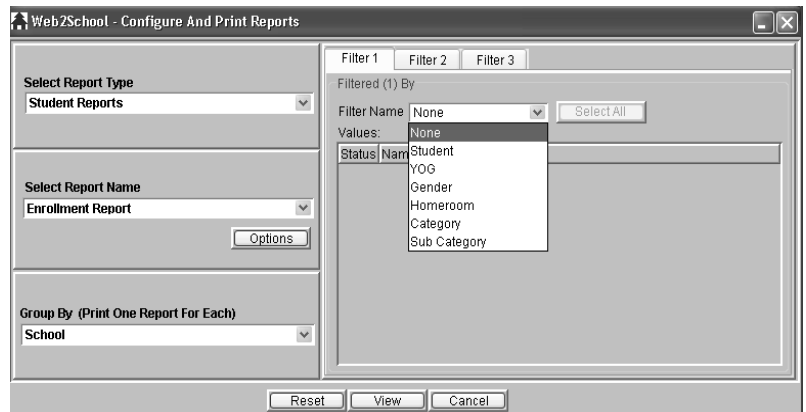 Web2School - Configure And Print Reports
Select Report Type
Student Reports
Select Report Name
Enrollment Report
Options
Group By (Print One Report For Each)
School
Filter 1 Filter 2 Filter 3
Filtered (1) By
Filter Name None Select All
Values: None
Status Nam Student
YOG
Gender
Homeroom
Category
Sub Category
Reset View Cancel